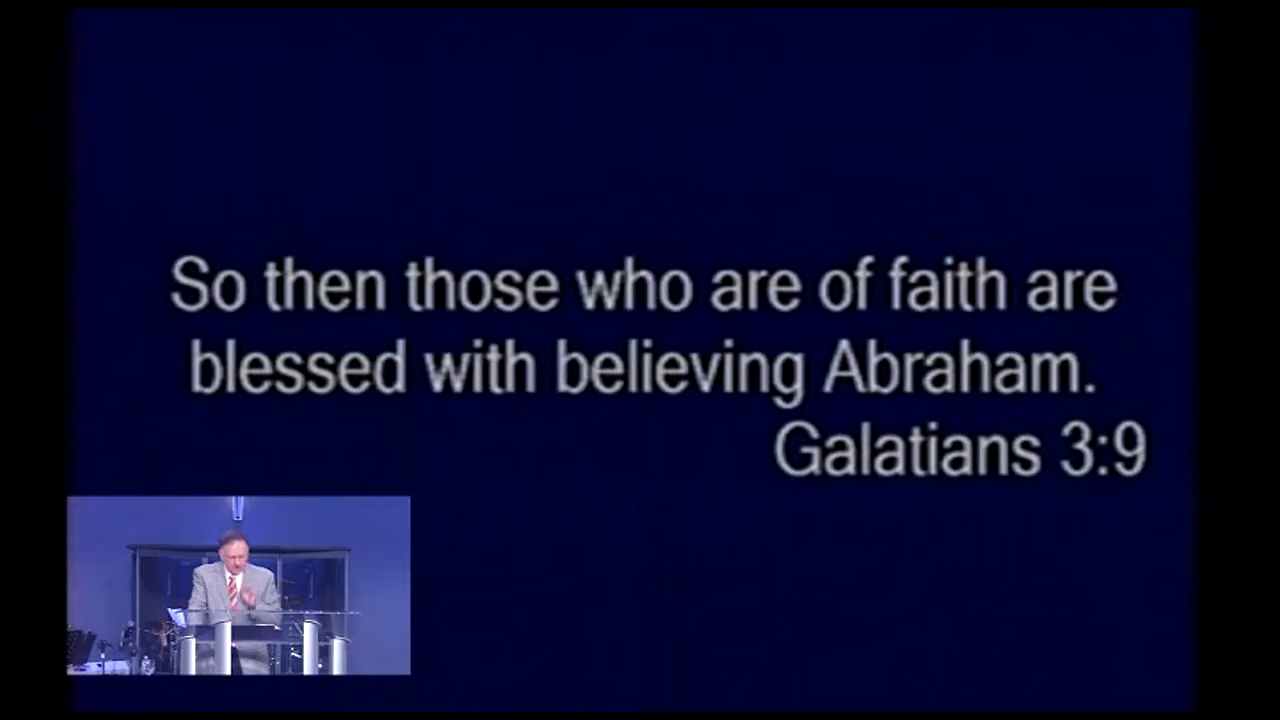 So then those who are of faith are
blessed with believing Abraham.
Galatians 3:9